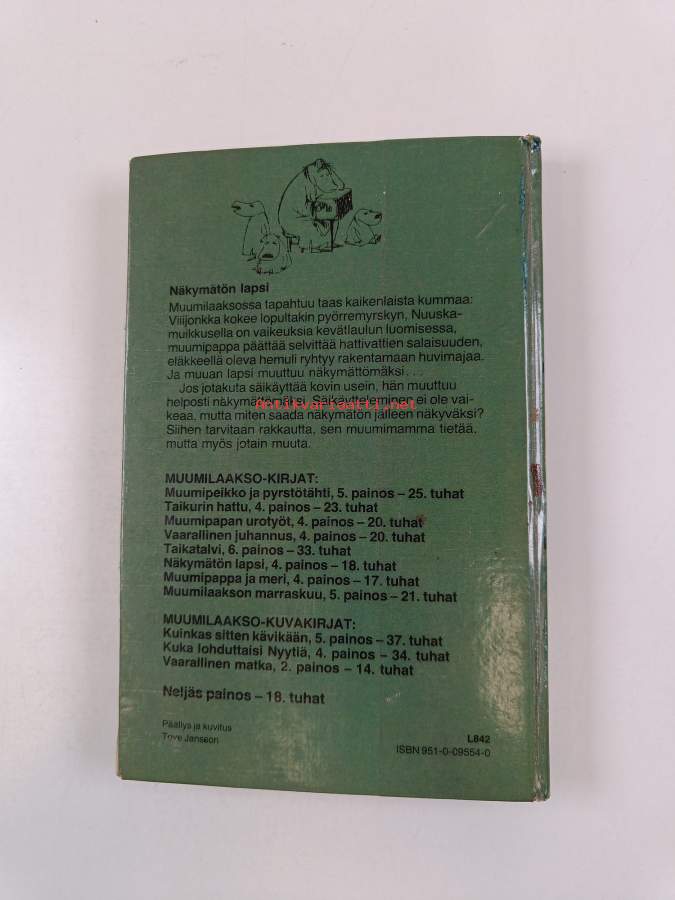 Näkymätön lapsi
Muumilaaksossa tapahtuu taas kaikenlaista kummaa:
Vilijonkka kokee lopultakin pyörremyrskyn, Nuuska-
muikkusella on vaikeuksia kevätlaulun luomisessa,
muumipappa päättää selvittää hattivattien salaisuuden,
eläkkeellä oleva hemuli ryhtyy rakentamaan huvimajaa.
Ja muuan lapsi muuttuu näkymättömäksi...
Jos jotakuta säikäyttää kovin usein, hän muuttuu
helposti näkymättömäksi. Säikäytteleminen ei ole vai-
keaa, mutta miten saada näkymätön jälleen näkyväksi?
Siihen tarvitaan rakkautta, sen muumimamma tietää,
mutta myös jotain muuta.
Antikvariaatti.net
MUUMILAAKSO-KIRJAT:
Muumipeikko ja pyrstötähti, 5. painos – 25. tuhat
Taikurin hattu, 4. painos – 23. tuhat
Muumipapan urotyöt, 4. painos – 20. tuhat
Vaarallinen juhannus, 4. painos – 20. tuhat
Taikatalvi, 6. painos – 33. tuhat
Näkymätön lapsi, 4. painos – 18. tuhat
Muumipappa ja meri, 4. painos – 17. tuhat
Muumilaakson marraskuu, 5. painos – 21. tuhat
MUUMILAAKSO-KUVAKIRJAT:
Kuinkas sitten kävikään, 5. painos – 37. tuhat
Kuka lohduttaisi Nyytiä, 4. painos – 34. tuhat
Vaarallinen matka, 2. painos – 14. tuhat
Neljäs painos – 18. tuhat
Päällys ja kuvitus
Tove Jansson
L842
ISBN 951-0-09554-0